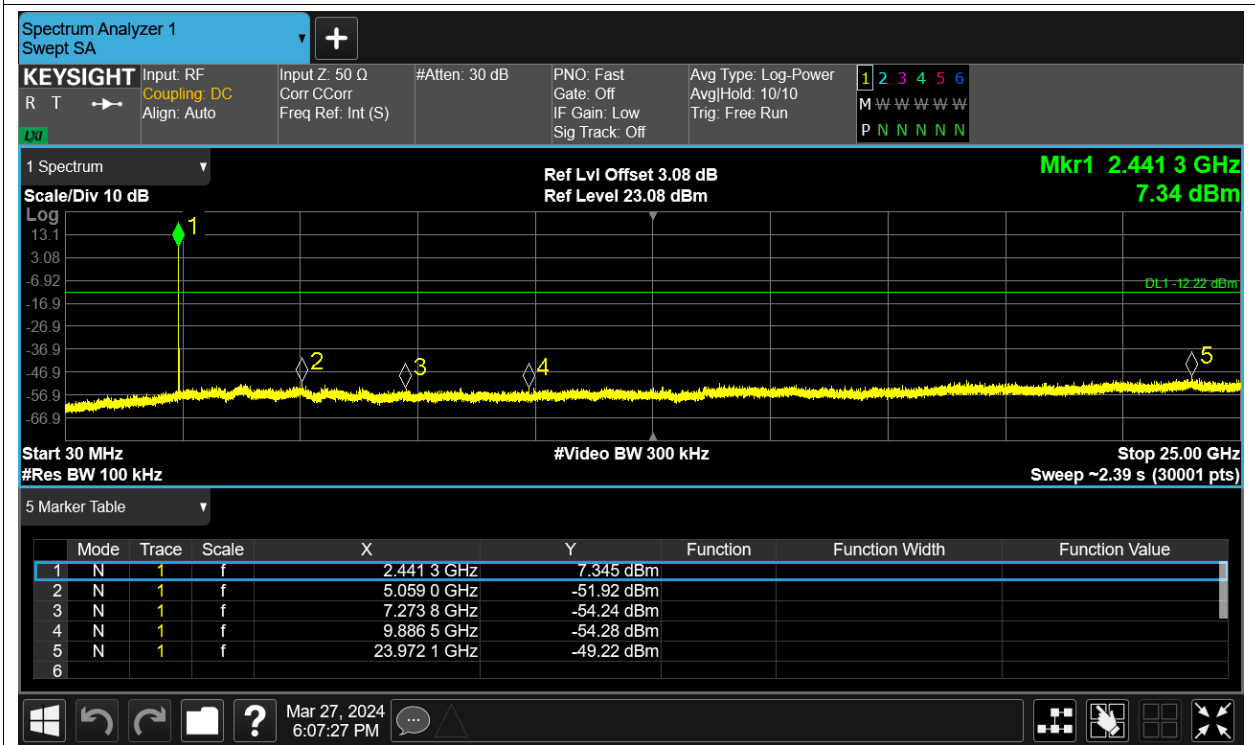 Spectrum Analyzer 1
Swept SA
KEYSIGHT
R T
LXI
Input: RF
Coupling: DC
Align: Auto
Input Z: 50 Ω
Corr CCorr
Freq Ref: Int (S)
#Atten: 30 dB
PNO: Fast
Gate: Off
IF Gain: Low
Sig Track: Off
Avg Type: Log-Power
Avg|Hold: 10/10
Trig: Free Run
1 2 3 4 5 6
M W W W W W
P N N N N N
1 Spectrum
Scale/Div 10 dB
Ref Lvl Offset 3.08 dB
Ref Level 23.08 dBm
Mkr1 2.441 3 GHz
7.34 dBm
Log
13.1
3.08
-6.92
-16.9
-26.9
-36.9
-46.9
-56.9
-66.9
1
DL1 -12.22 dBm
2
3
4
5
Start 30 MHz
#Res BW 100 kHz
#Video BW 300 kHz
Stop 25.00 GHz
Sweep ~2.39 s (30001 pts)
5 Marker Table
Mode Trace Scale X Y Function Function Width Function Value
1 N 1 f 2.441 3 GHz 7.345 dBm
2 N 1 f 5.059 0 GHz -51.92 dBm
3 N 1 f 7.273 8 GHz -54.24 dBm
4 N 1 f 9.886 5 GHz -54.28 dBm
5 N 1 f 23.972 1 GHz -49.22 dBm
6
?
Mar 27, 2024
6:07:27 PM